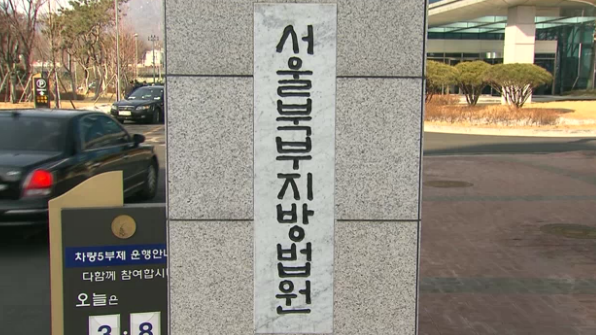 서울북부지방법원
차량5부제 운행안내
다함께 참여합시
오늘은
3 8